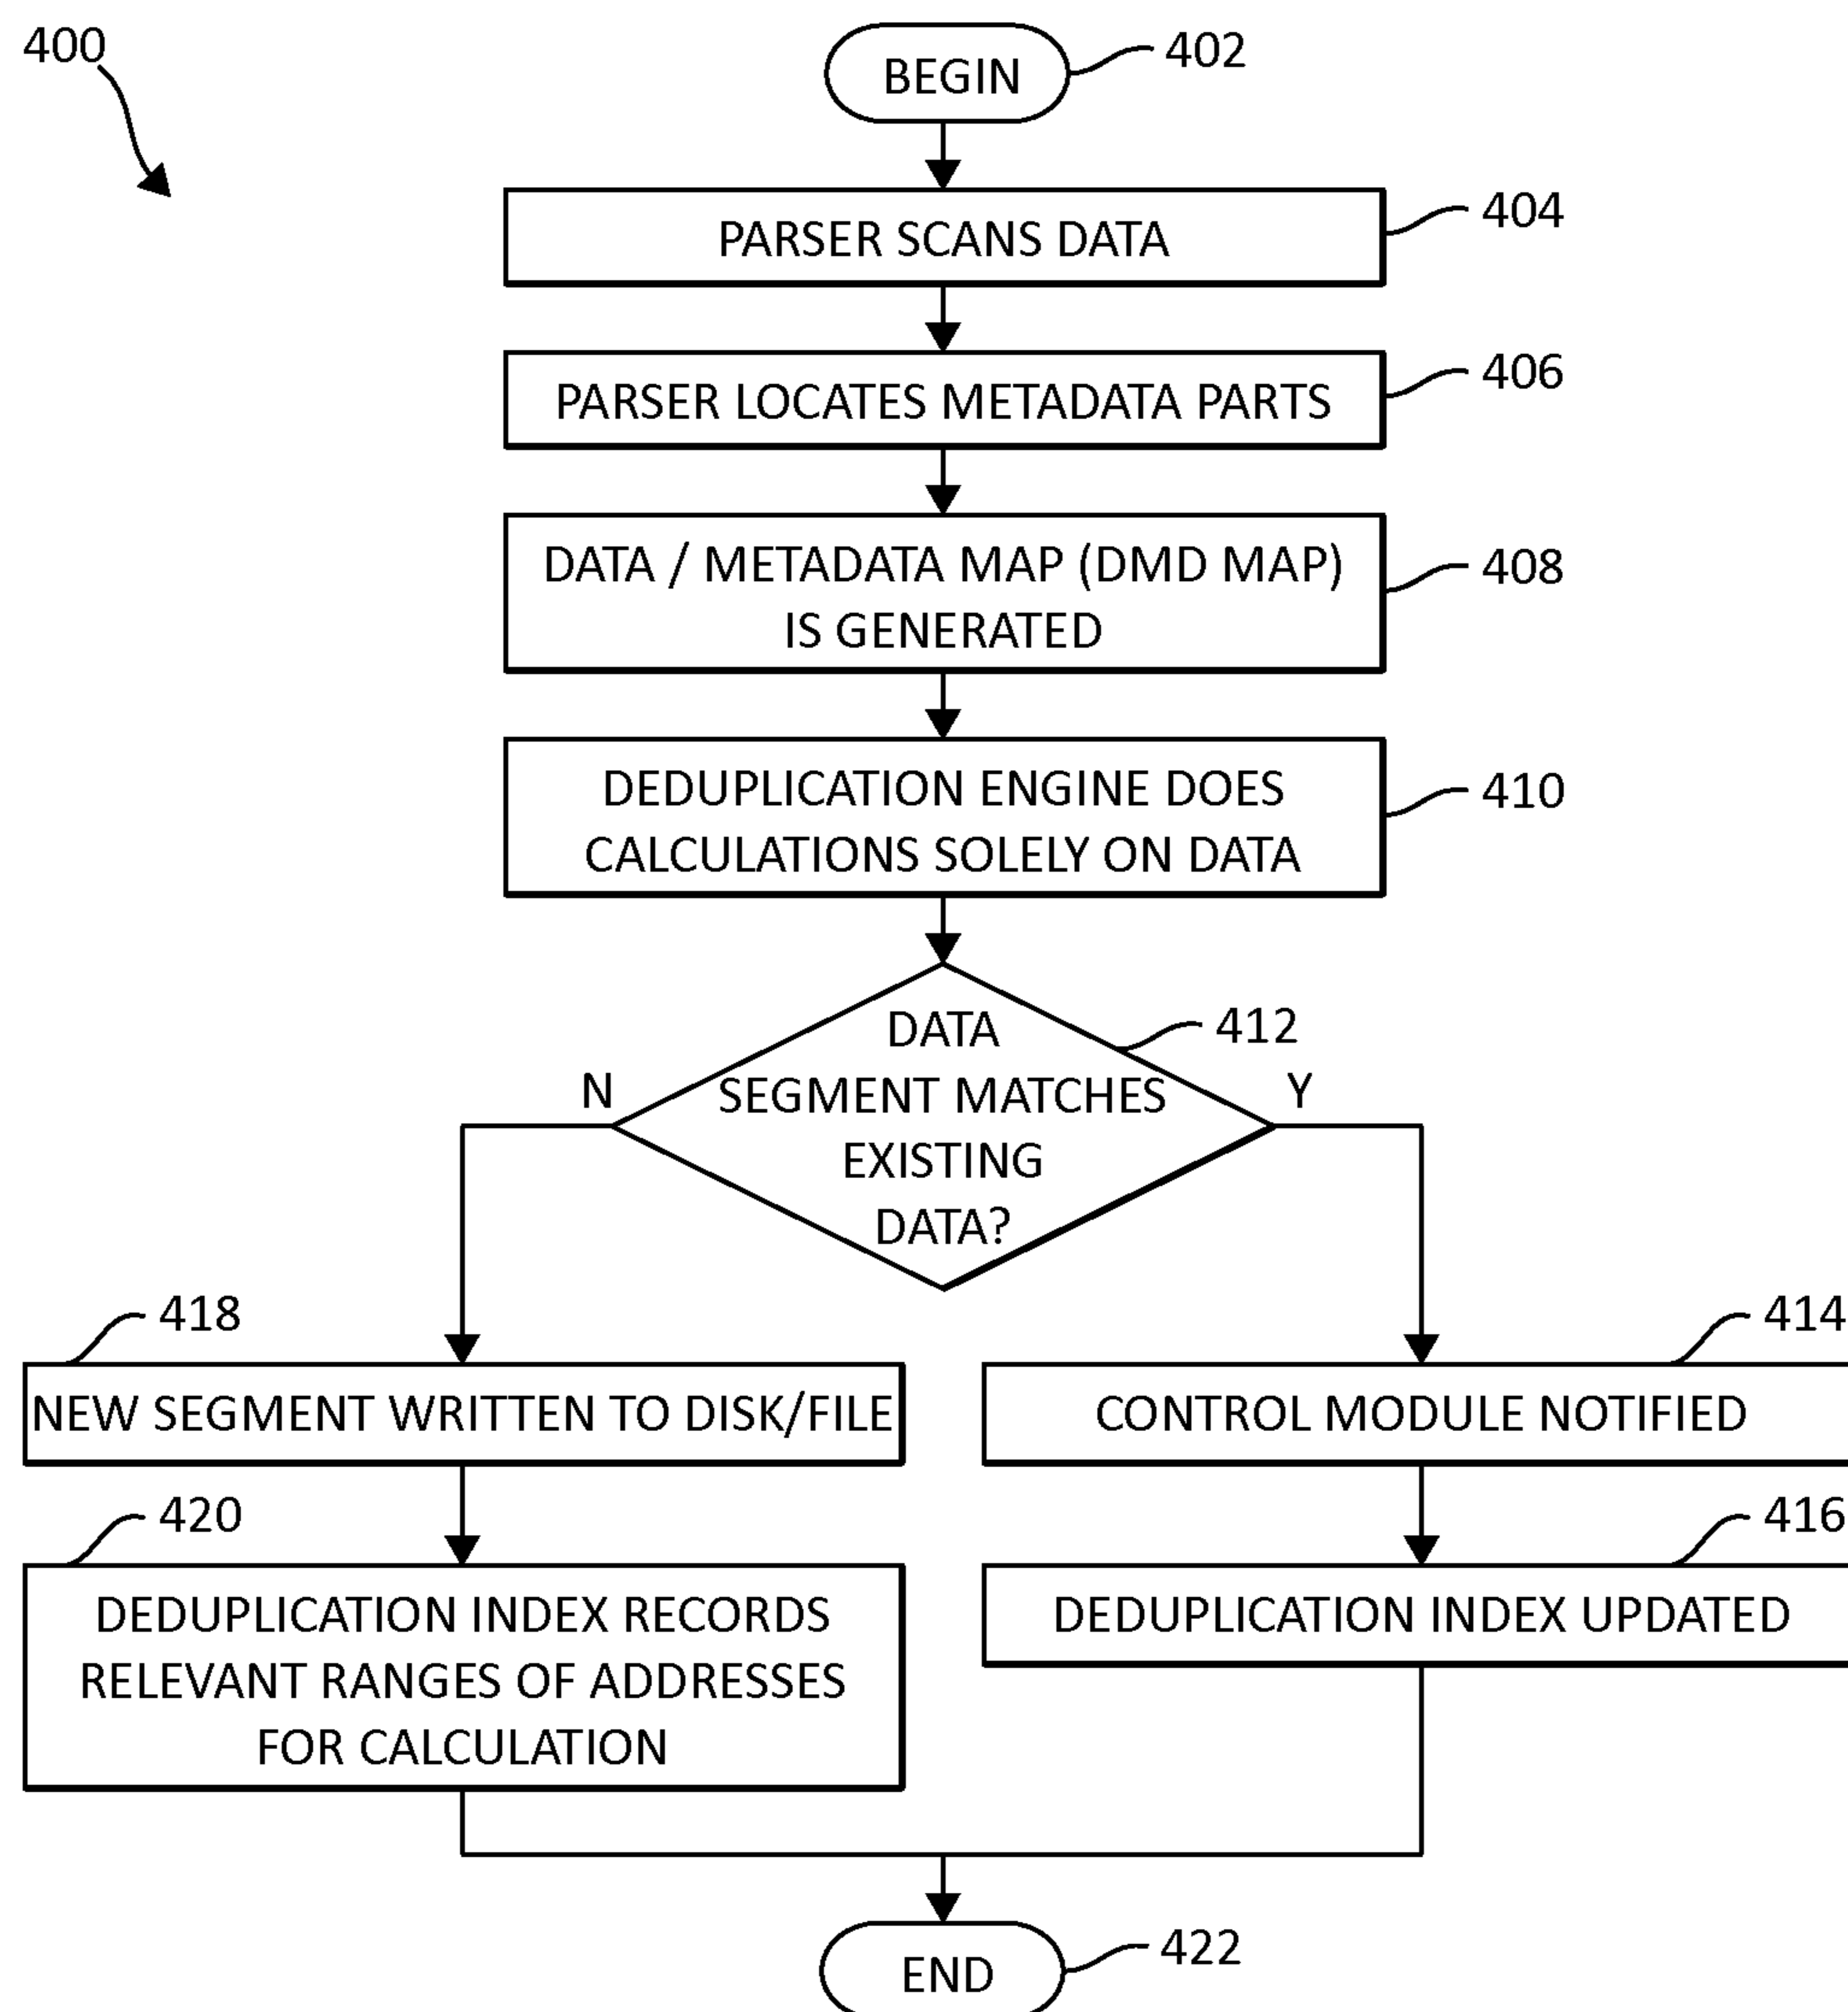 400
BEGIN
402
PARSER SCANS DATA
404
PARSER LOCATES METADATA PARTS
406
DATA / METADATA MAP (DMD MAP)
IS GENERATED
408
DEDUPLICATION ENGINE DOES
CALCULATIONS SOLELY ON DATA
410
DATA
SEGMENT MATCHES
EXISTING
DATA?
412
N
Y
418
NEW SEGMENT WRITTEN TO DISK/FILE
414
CONTROL MODULE NOTIFIED
420
DEDUPLICATION INDEX RECORDS
RELEVANT RANGES OF ADDRESSES
FOR CALCULATION
416
DEDUPLICATION INDEX UPDATED
END
422